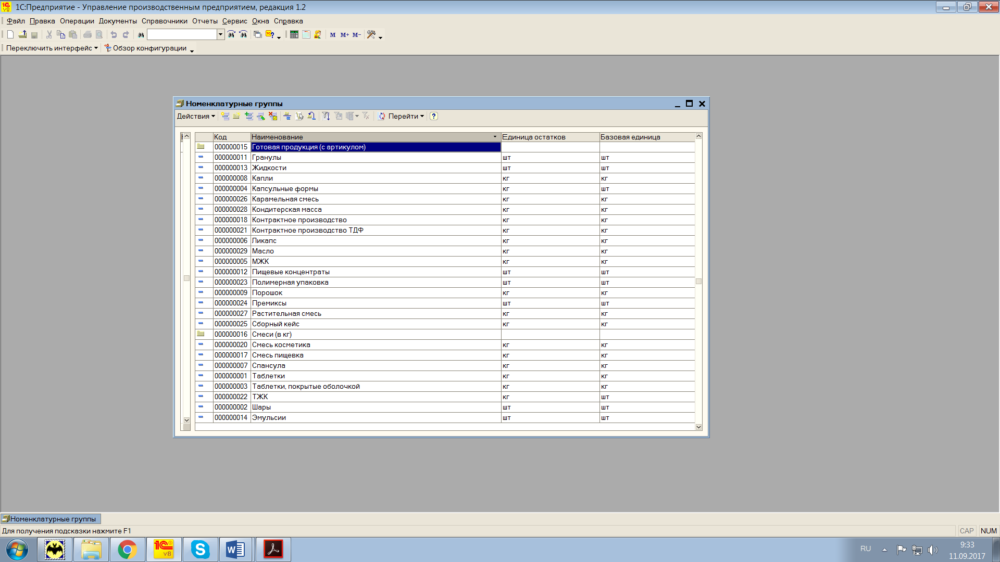 1С:Предприятие - Управление производственным предприятием, редакция 1.2
Файл Правка Операции Документы Справочники Отчеты Сервис Окна Справка
M M+ M-
Переключить интерфейс Обзор конфигурации
Номенклатурные группы
Действия Перейти
Код Наименование Единица остатков Базовая единица
000000015 Готовая продукция (с артикулом)
000000011 Гранулы шт шт
000000013 Жидкости шт шт
000000008 Капли кг кг
000000004 Капсульные формы кг шт
000000026 Карамельная смесь кг кг
000000028 Кондитерская масса кг кг
000000018 Контрактное производство кг кг
000000021 Контрактное производство ТДФ кг кг
000000006 Ликапс кг кг
000000029 Масло кг кг
000000005 МЖК кг кг
000000012 Пищевые концентраты шт шт
000000023 Полимерная упаковка шт шт
000000009 Порошок кг кг
000000024 Премиксы шт шт
000000027 Растительная смесь кг кг
000000025 Сборный кейс кг кг
000000016 Смеси (в кг)
000000020 Смесь косметика кг кг
000000017 Смесь пищевка кг кг
000000007 Спансула кг кг
000000001 Таблетки кг кг
000000003 Таблетки, покрытые оболочкой кг кг
000000022 ТЖК кг шт
000000002 Шары шт шт
000000014 Эмульсии шт шт
Номенклатурные группы
Для получения подсказки нажмите F1
CAP NUM
RU
9:33
11.09.2017